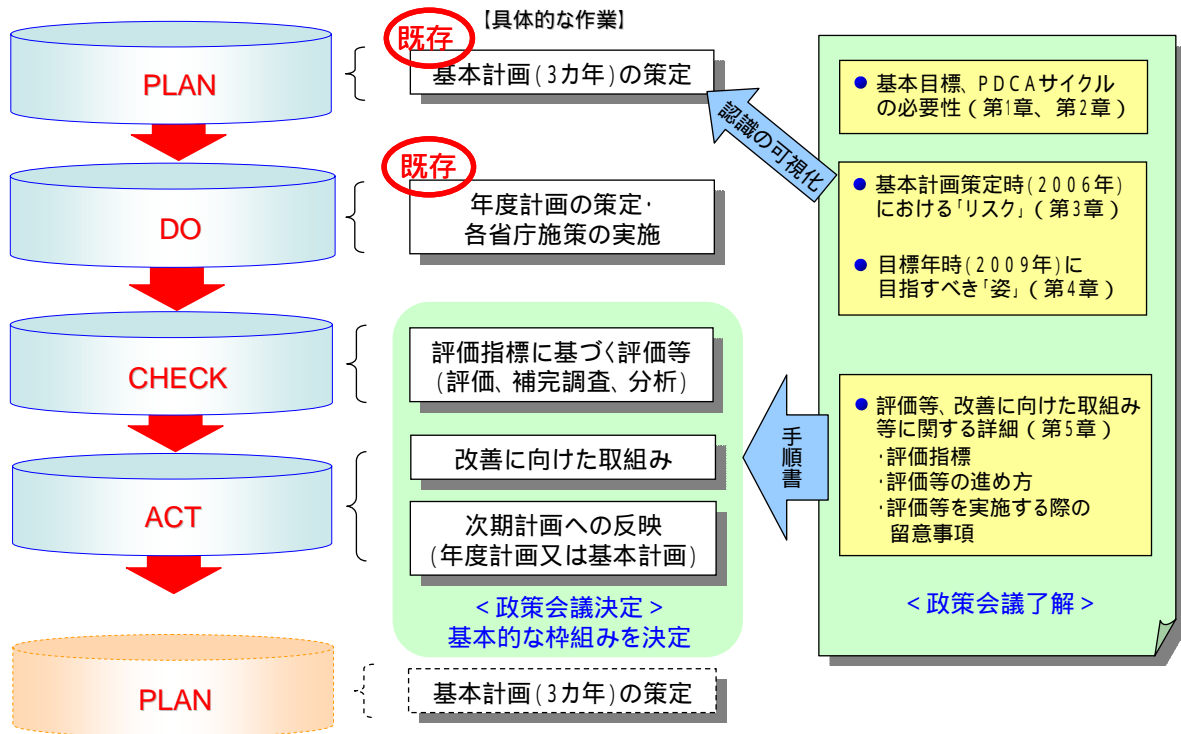 【具体的な作業】
PLAN
既存
基本計画(3カ年)の策定
DO
既存
年度計画の策定・
各省庁施策の実施
CHECK
評価指標に基づく評価等
(評価、補完調査、分析)
ACT
改善に向けた取組み
次期計画への反映
(年度計画又は基本計画)
<政策会議決定>
基本的な枠組みを決定
PLAN
基本計画(3カ年)の策定
認識の可視化
手順書
● 基本目標、PDCAサイクル
の必要性(第1章、第2章)
● 基本計画策定時(2006年)
における「リスク」(第3章)
● 目標年時(2009年)に
目指すべき「姿」(第4章)
● 評価等、改善に向けた取組み
等に関する詳細(第5章)
・評価指標
・評価等の進め方
・評価等を実施する際の
留意事項
<政策会議了解>